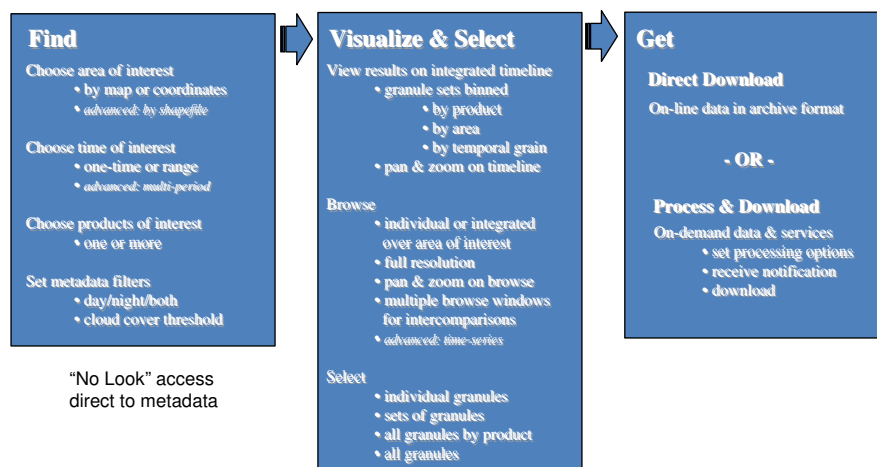 Find
Choose area of interest
• by map or coordinates
• advanced: by shapefile
Choose time of interest
• one-time or range
• advanced: multi-period
Choose products of interest
• one or more
Set metadata filters
• day/night/both
• cloud cover threshold
“No Look” access
direct to metadata
Visualize & Select
View results on integrated timeline
• granule sets binned
• by product
• by area
• by temporal grain
• pan & zoom on timeline
Browse
• individual or integrated
over area of interest
• full resolution
• pan & zoom on browse
• multiple browse windows
for intercomparisons
• advanced: time-series
Select
• individual granules
• sets of granules
• all granules by product
• all granules
Get
Direct Download
On-line data in archive format
- OR -
Process & Download
On-demand data & services
• set processing options
• receive notification
• download